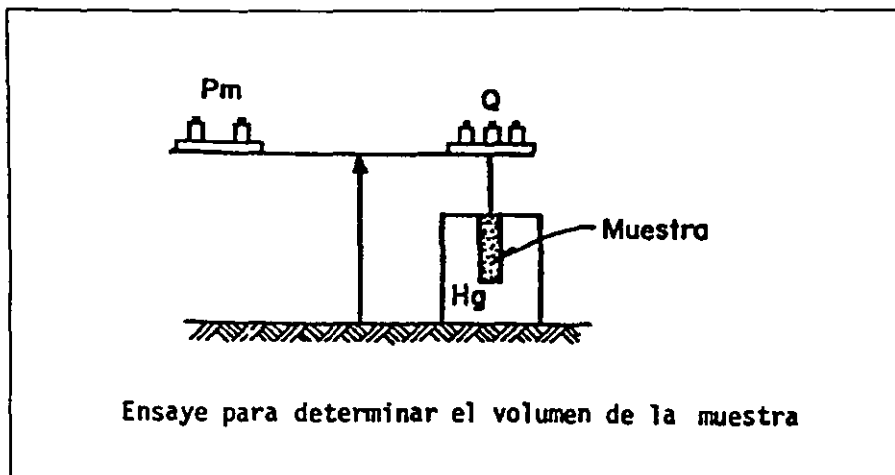 Pm
Q
Muestra
Hg
Ensaye para determinar el volumen de la muestra